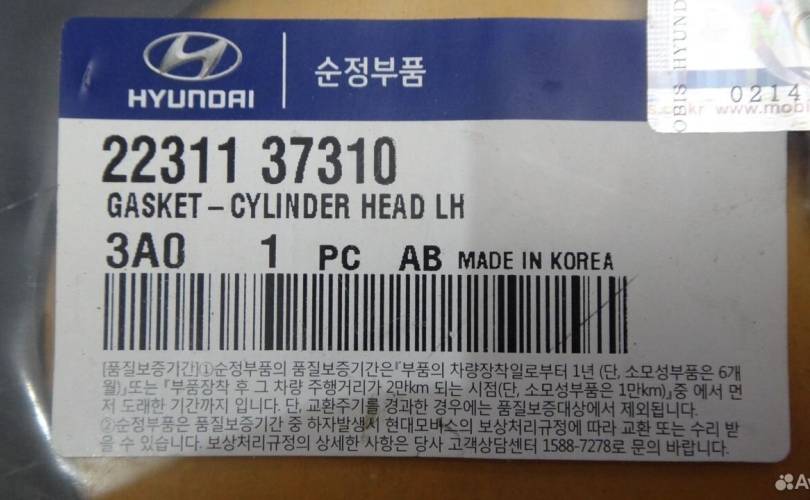 HYUNDAI
순정부품
OBIS HYUND
0214
s.co.kr www.mobi
22311 37310
GASKET – CYLINDER HEAD LH
3A0 1 PC AB MADE IN KOREA
[품질보증기간]①순정부품의 품질보증기간은『부품의 차량장착일로부터 1년 (단, 소모성부품은 6개
월)』또는 『부품장착 후 그 차량 주행거리가 2만km 되는 시점(단, 소모성부품은 1만km)』중 에서 먼
저 도래한 기간까지 입니다. 단, 교환주기를 경과한 경우에는 품질보증대상에서 제외됩니다.
②순정부품은 품질보증기간 중 하자발생시 현대모비스의 보상처리규정에 따라 교환 또는 수리 받
을 수 있습니다. 보상처리규정의 상세한 사항은 당사 고객상담센터 1588-7278로 문의 바랍니다.